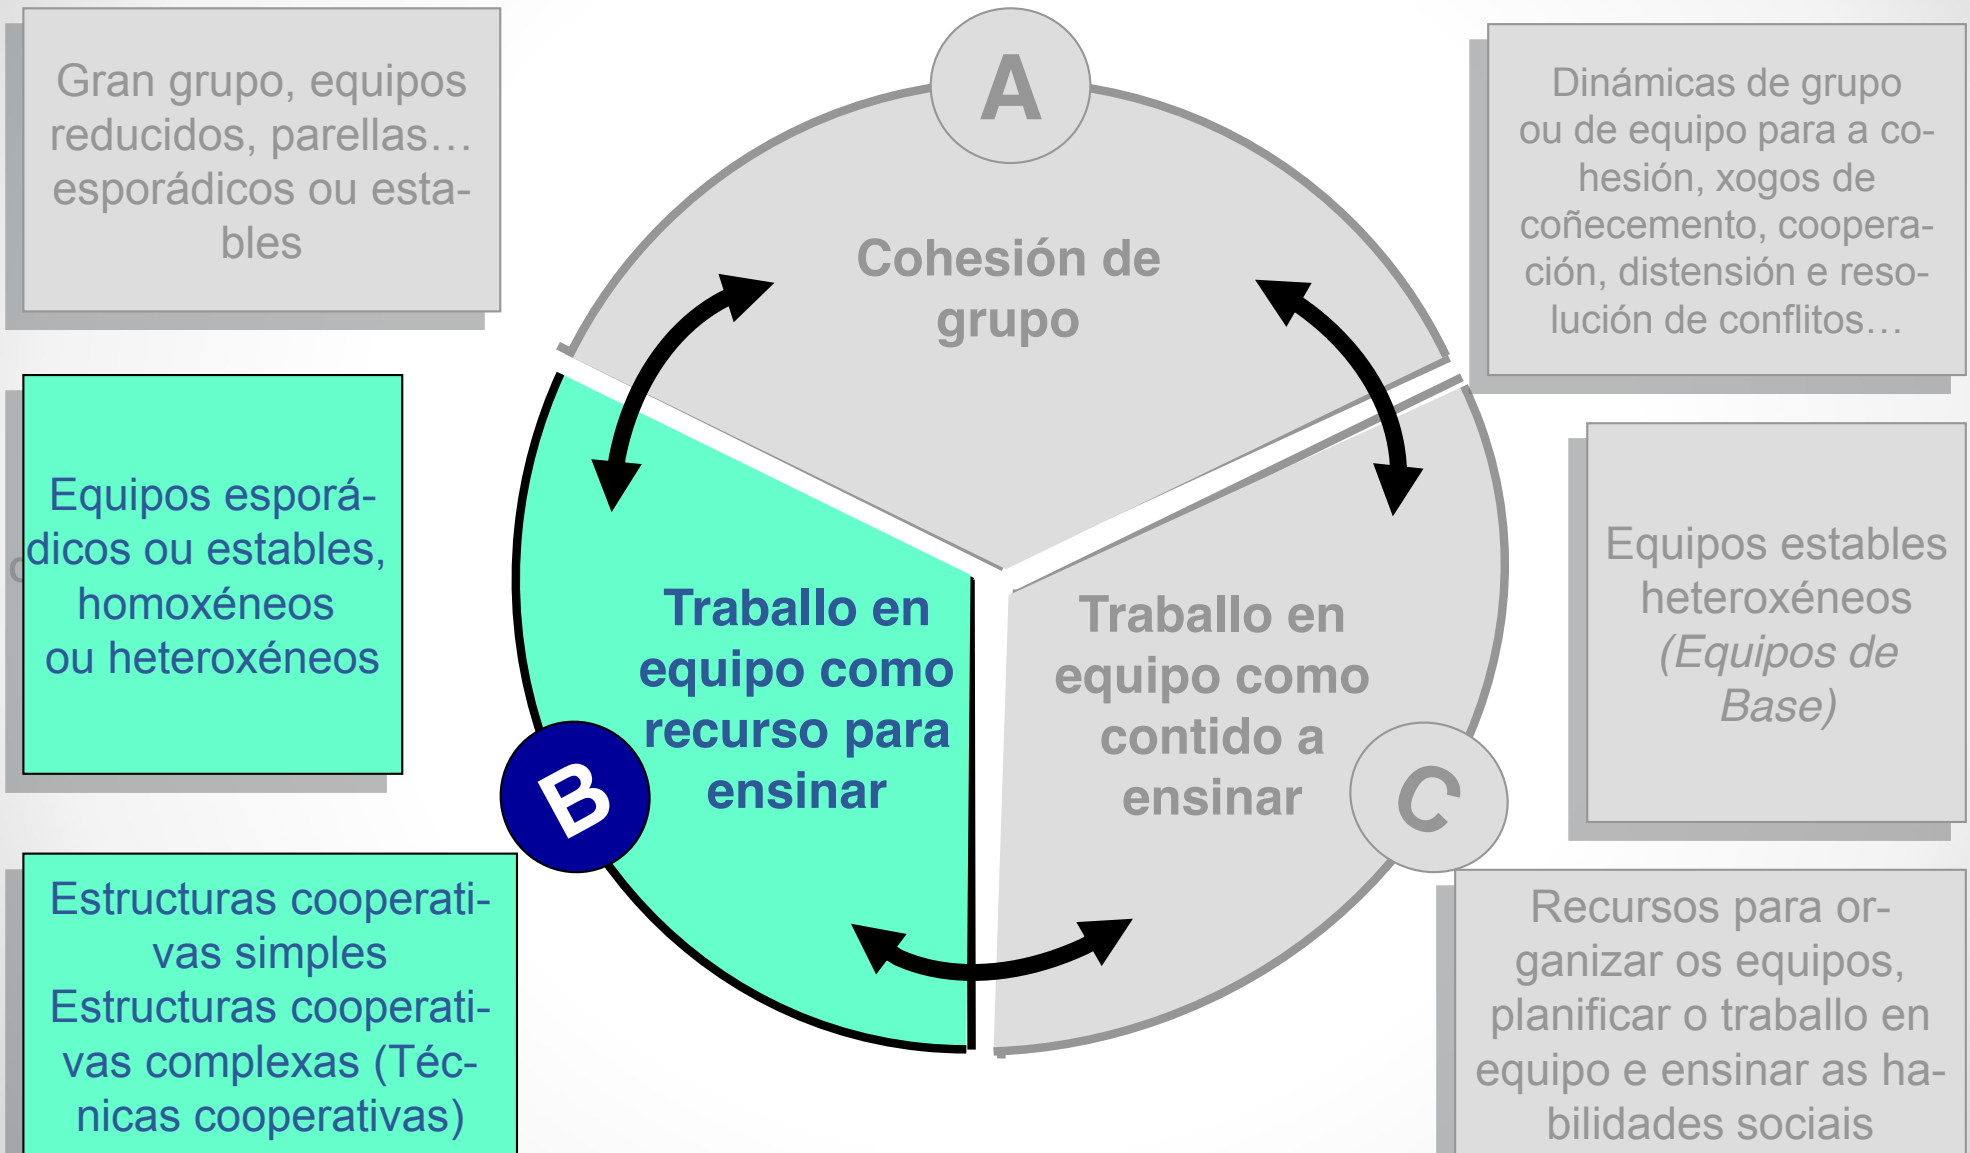 Gran grupo, equipos
reducidos, parellas…
esporádicos ou esta-
bles
A
Dinámicas de grupo
ou de equipo para a co-
hesión, xogos de
coñecemento, coopera-
ción, distensión e reso-
lución de conflitos…
Cohesión de
grupo
Equipos esporá-
dicos ou estables,
homoxéneos
ou heteroxéneos
Traballo en
equipo como
recurso para
ensinar
B
Traballo en
equipo como
contido a
ensinar
C
Equipos estables
heteroxéneos
(Equipos de
Base)
Estructuras cooperati-
vas simples
Estructuras cooperati-
vas complexas (Téc-
nicas cooperativas)
Recursos para or-
ganizar os equipos,
planificar o traballo en
equipo e ensinar as ha-
bilidades sociais